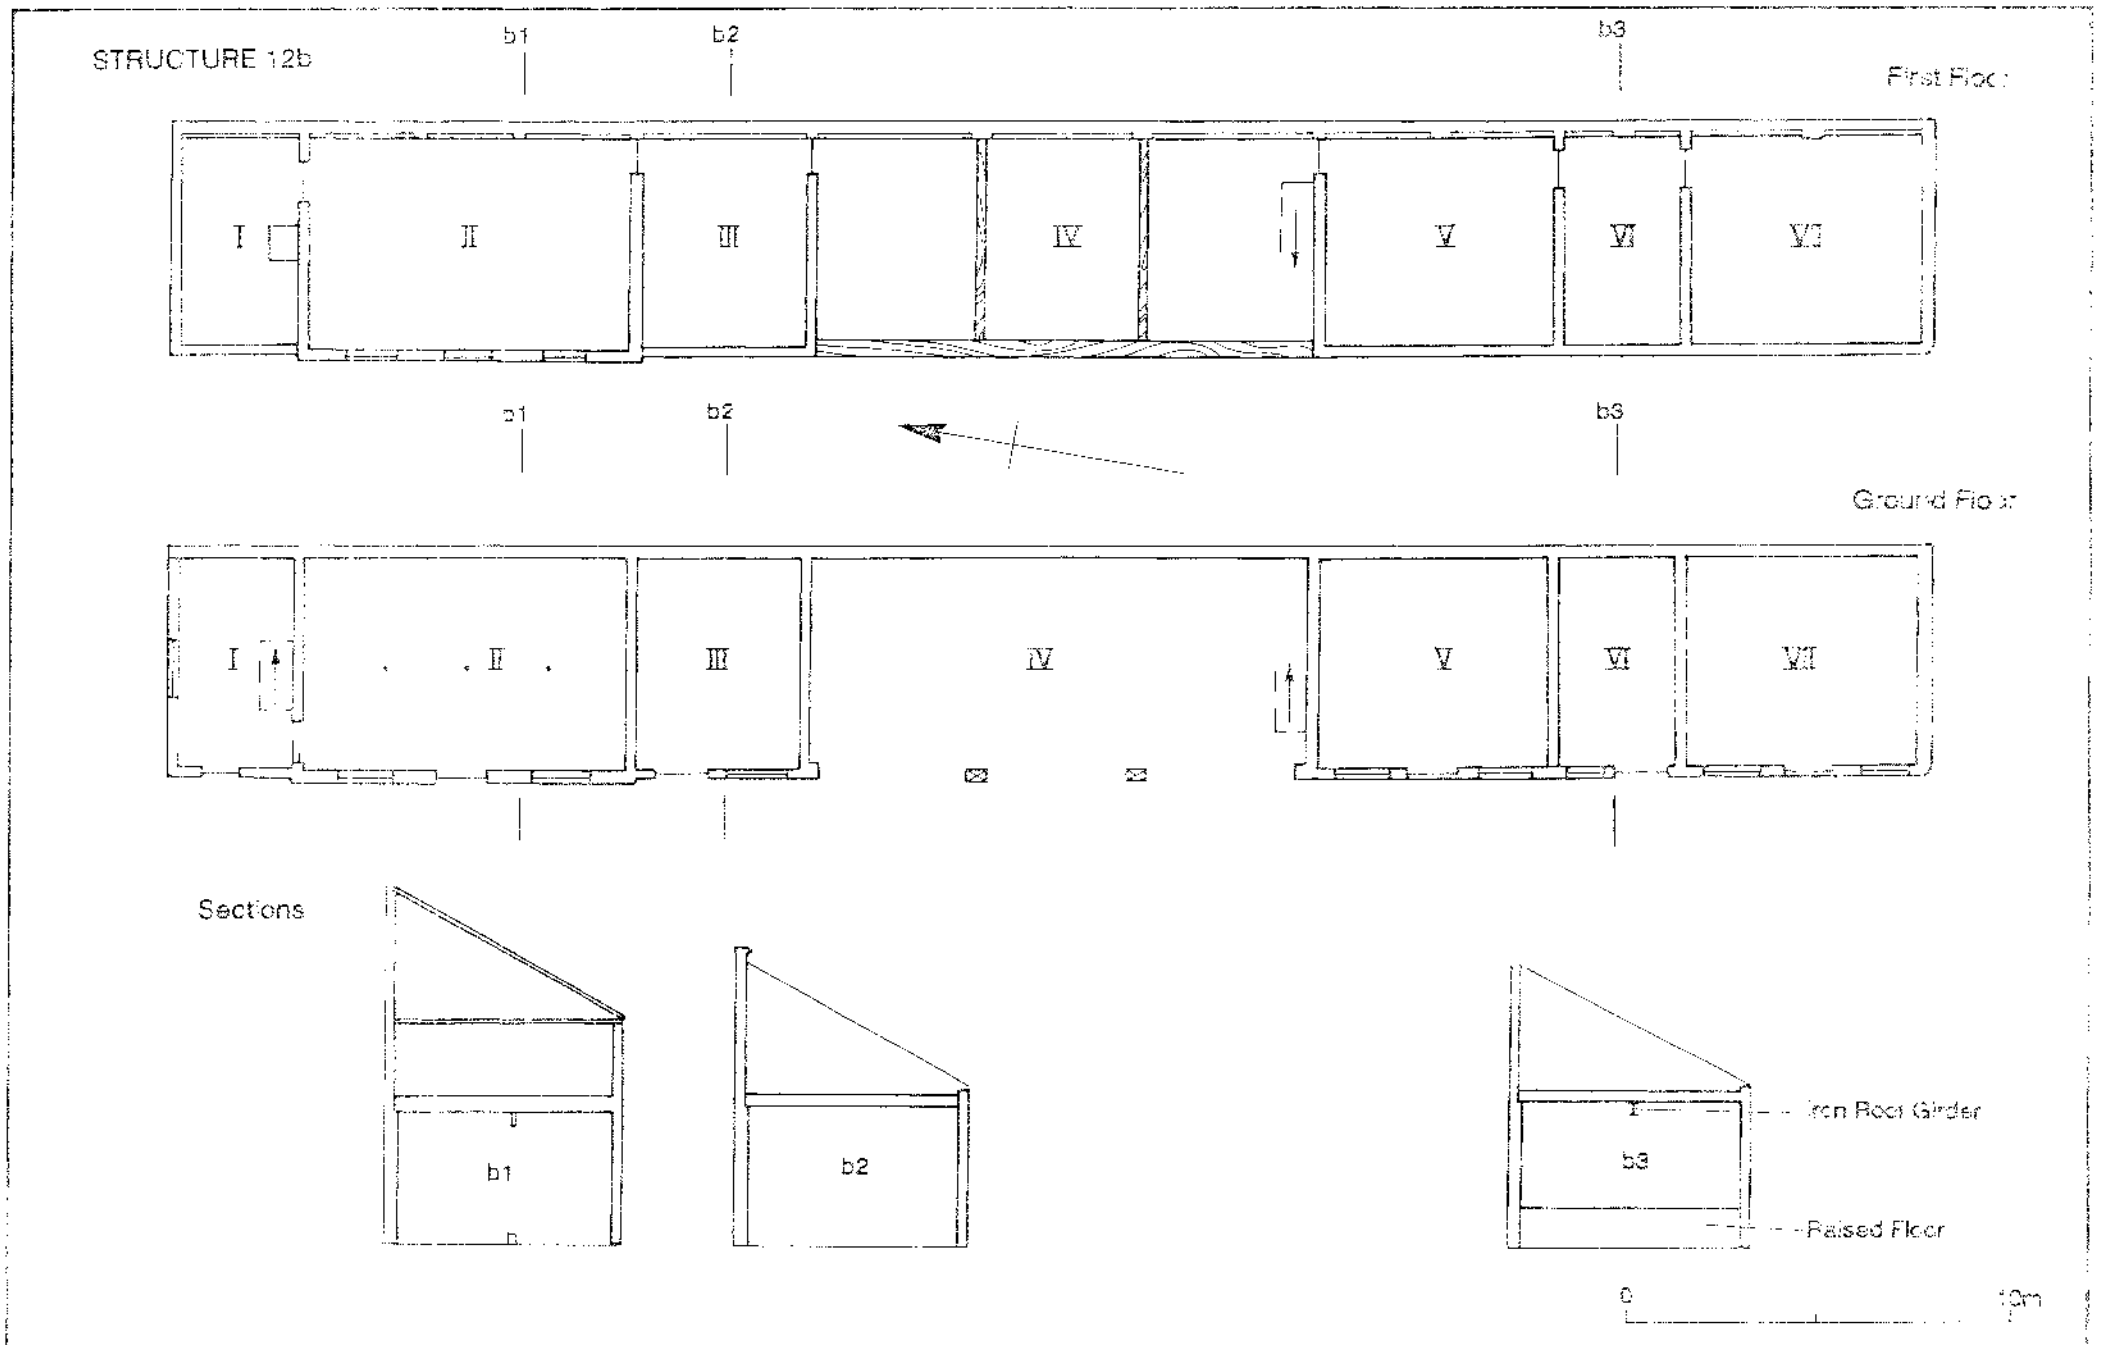 b1 b2 b3
STRUCTURE 12b
First Floor
I II III IV V VI VII
b1 b2 b3
Ground Floor
I II III IV V VI VII
Sections
Iron Roof Girder
b1 b2 b3
Raised Floor
0 10m